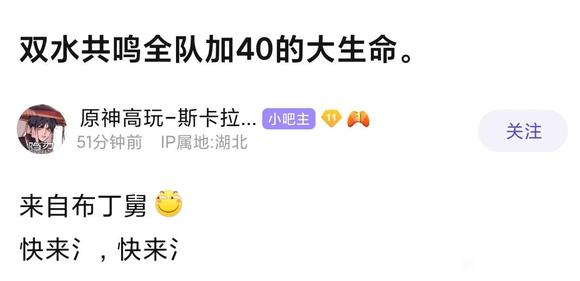 双水共鸣全队加40的大生命。
原神高玩-斯卡拉... 小吧主 11
51分钟前 IP属地:湖北
关注
来自布丁舅
快来氵,快来氵